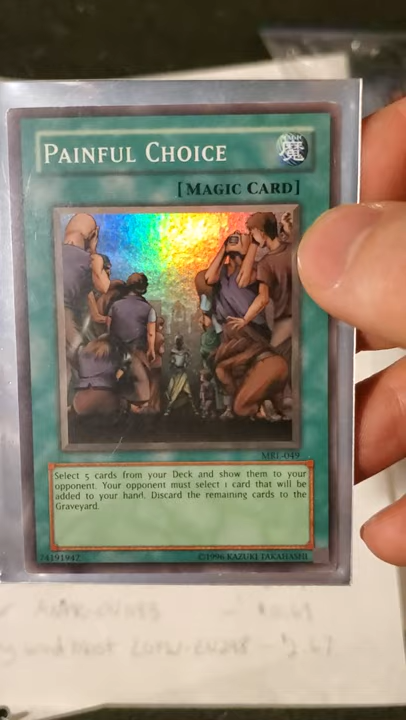 PAINFUL CHOICE
魔
[MAGIC CARD]
MRL-049
Select 5 cards from your Deck and show them to your
opponent. Your opponent must select 1 card that will be
added to your hand. Discard the remaining cards to the
Graveyard.
74191942
©1996 KAZUKI TAKAHASHI
- 2.67